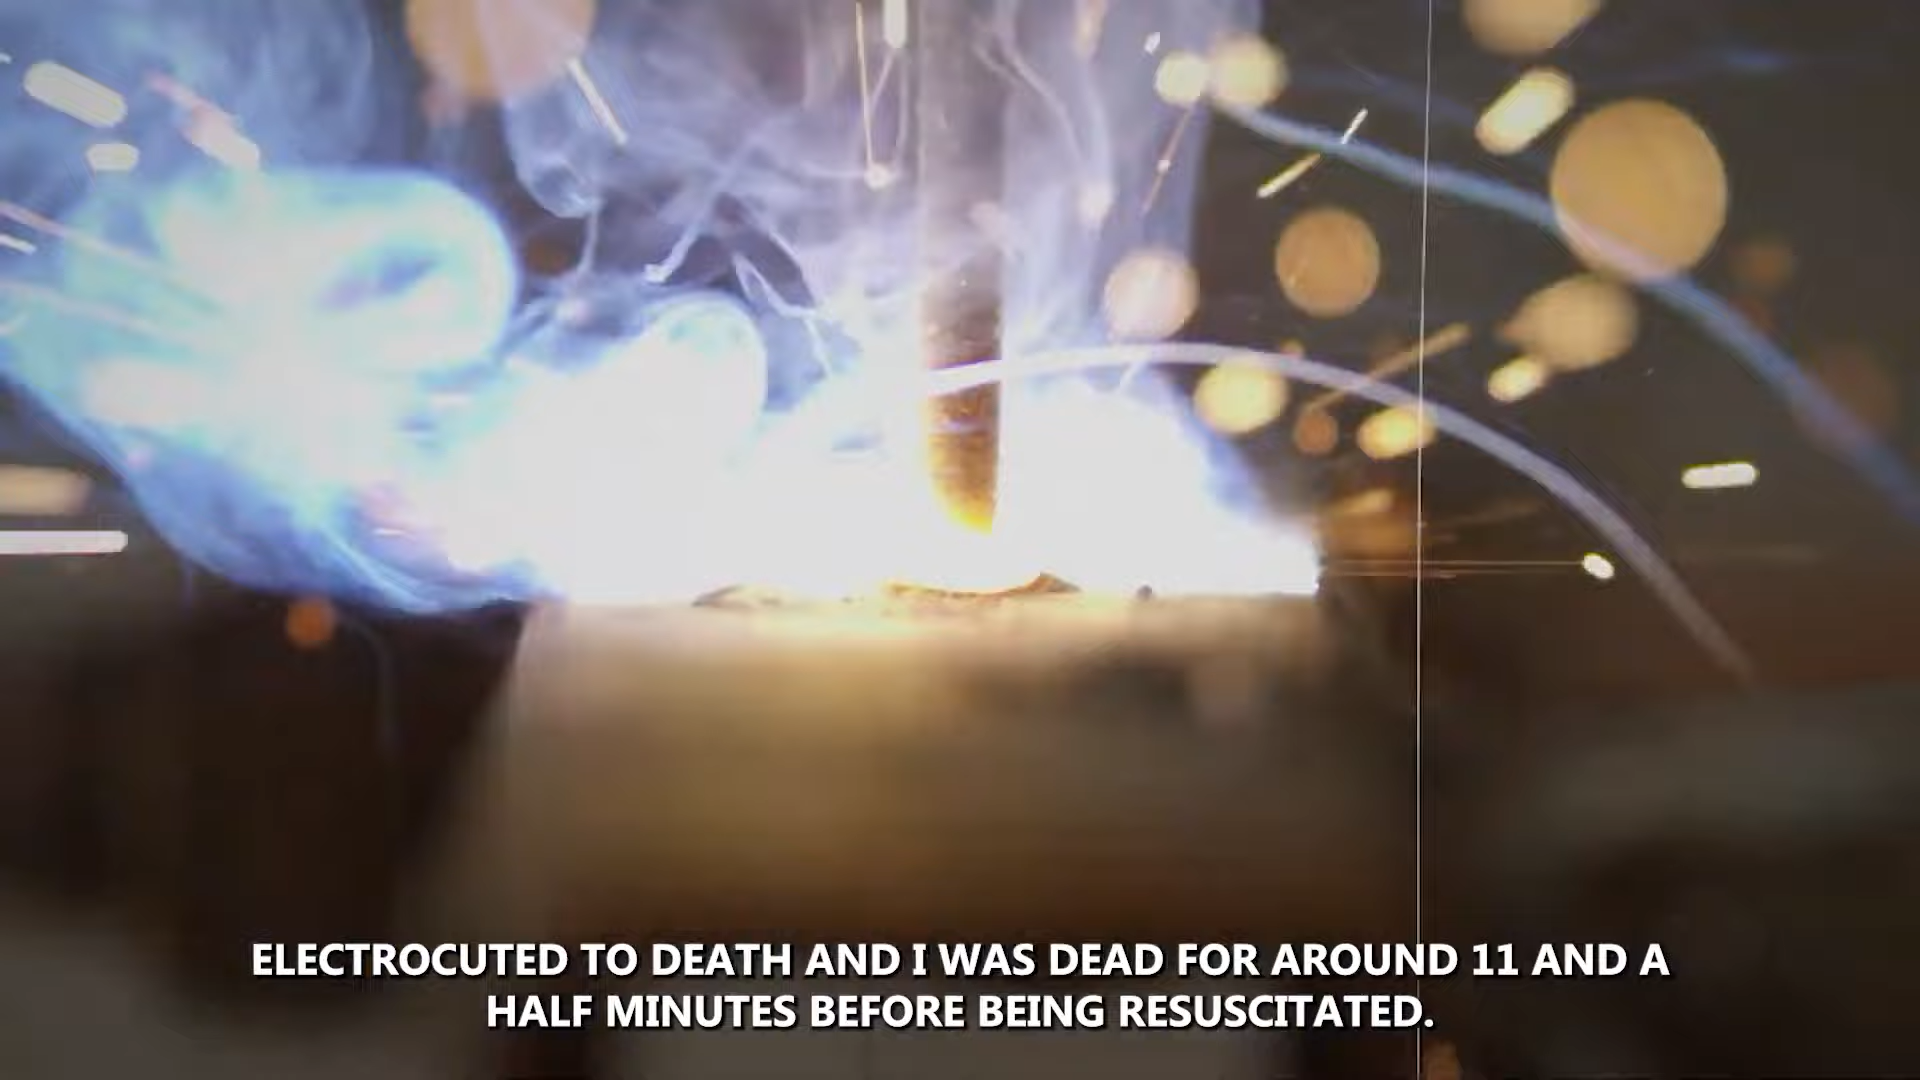 ELECTROCUTED TO DEATH AND I WAS DEAD FOR AROUND 11 AND A
HALF MINUTES BEFORE BEING RESUSCITATED.